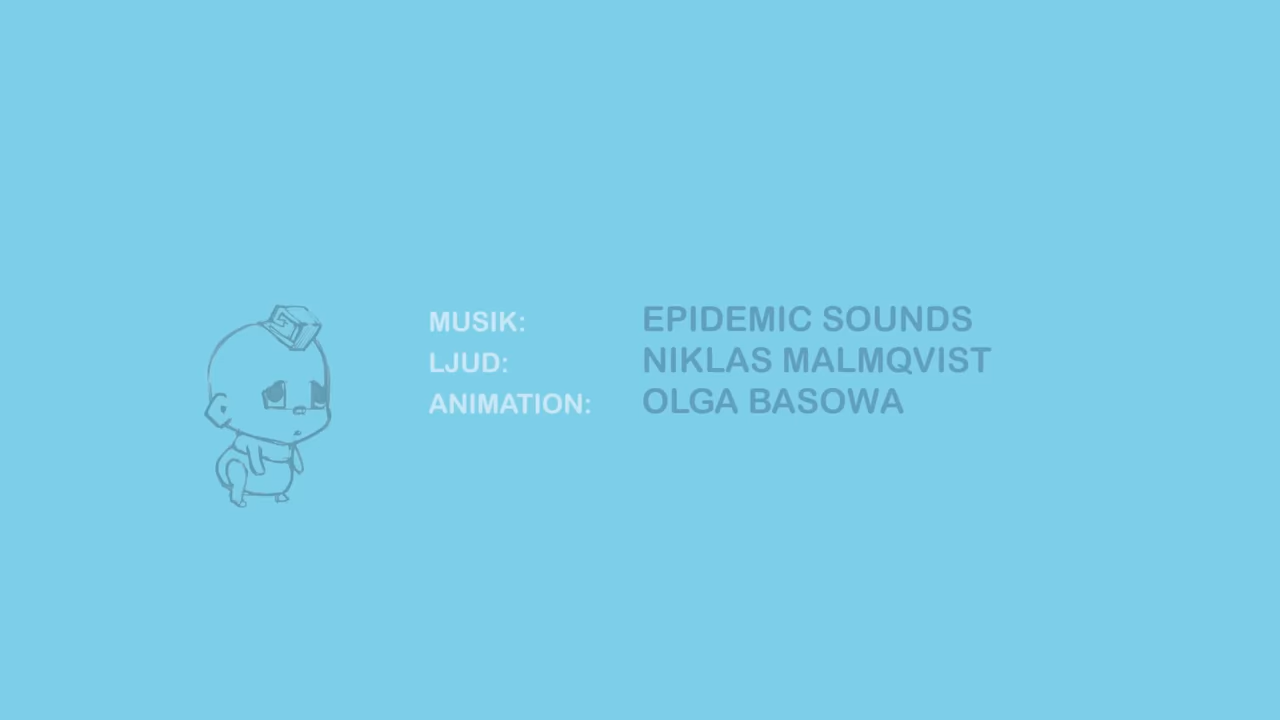 MUSIK: EPIDEMIC SOUNDS
LJUD: NIKLAS MALMQVIST
ANIMATION: OLGA BASOWA